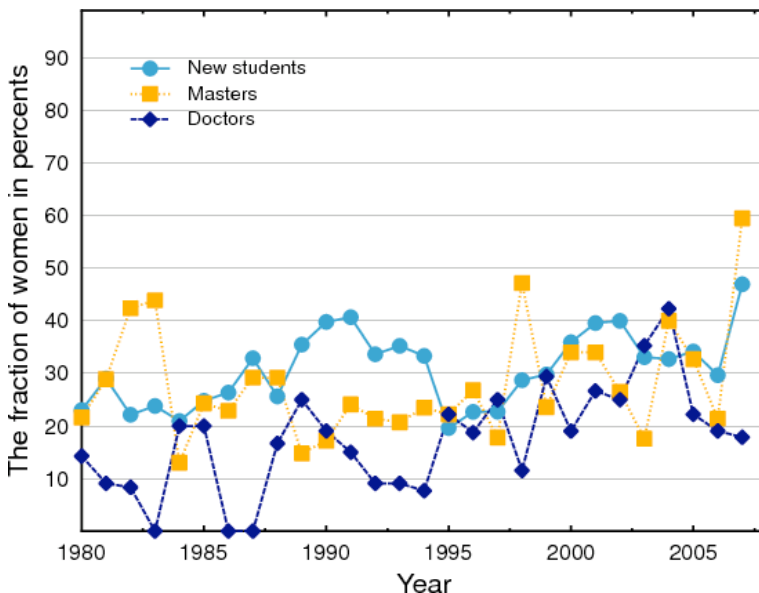 The fraction of women in percents
90
80
70
60
50
40
30
20
10
New students
Masters
Doctors
1980 1985 1990 1995 2000 2005
Year